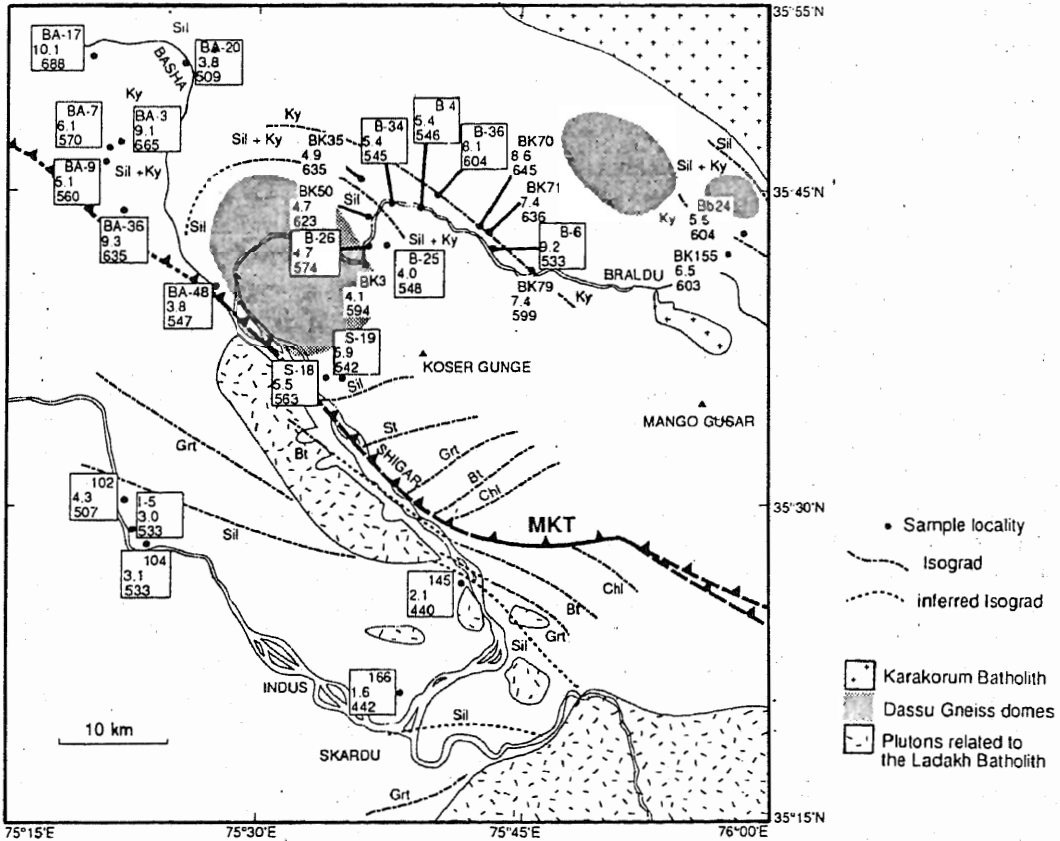 35°55'N
BA-17
10.1
688
Sil
BASHA
BA-20
3.8
509
Ky
BA-7
6.1
570
BA-3
9.1
665
Sil +Ky
BA-9
5.1
560
BA-36
9.3
635
BA-48
3.8
547
Ky
Sil + Ky
Sil
BK35
4.9
635
B-34
5.4
545
B 4
5.4
546
B-36
8.1
604
BK70
8 6
645
BK71
7.4
636
BK50
4.7
623
Sil
Sil + Ky
B-26
4.7
574
B-25
4.0
548
BK3
4.1
594
B-6
9.2
533
BK79
7.4
599
Ky
BRALDU
Sil
Sil + Ky
35°45'N
Ky
Bb24
5.5
604
BK155
6.5
603
S-19
5.9
542
S-18
5.5
563
Sil
KOSER GUNGE
MANGO GUSAR
St
SHIGAR
Grt
Bt
Chl
Grt
Bt
Sil
MKT
35°30'N
102
4.3
507
I-5
3.0
533
104
3.1
533
145
2.1
440
Chl
Bt
Grt
Sil
166
1.6
442
INDUS
Sil
SKARDU
Grt
10 km
35°15'N
75°15'E
75°30'E
75°45'E
76°00'E
Sample locality
Isograd
inferred Isograd
Karakorum Batholith
Dassu Gneiss domes
Plutons related to
the Ladakh Batholith